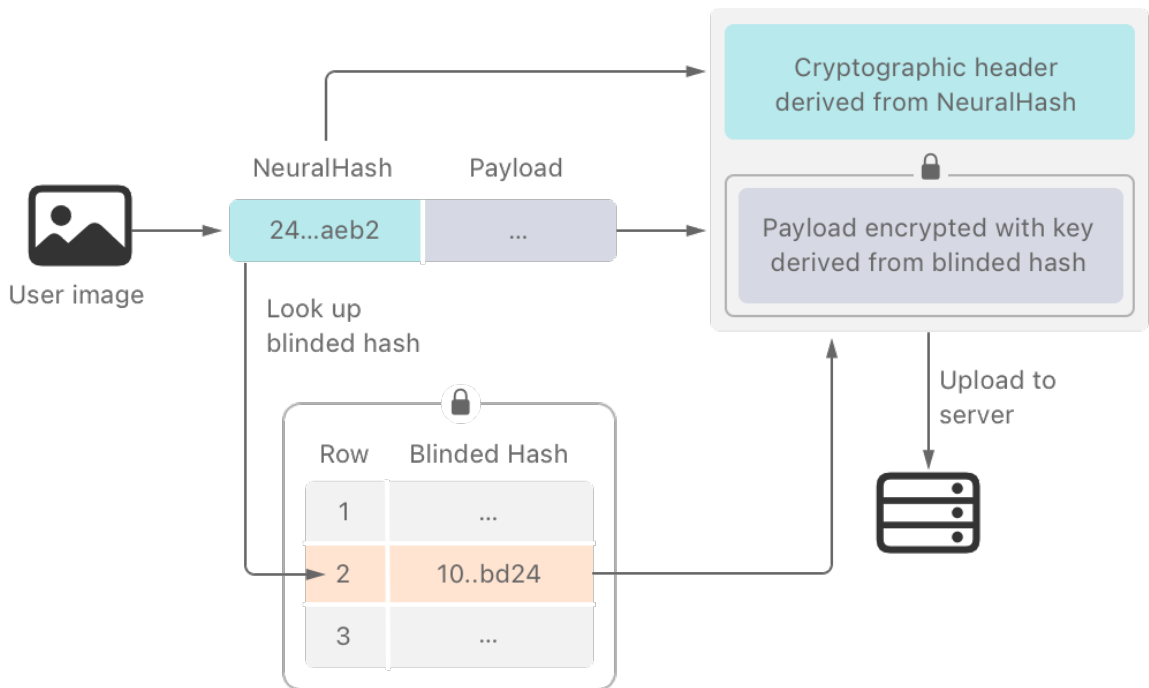 Cryptographic header
derived from NeuralHash
NeuralHash
Payload
24...aeb2
...
Payload encrypted with key
derived from blinded hash
User image
Look up
blinded hash
Upload to
server
Row
Blinded Hash
1
...
2
10..bd24
3
...